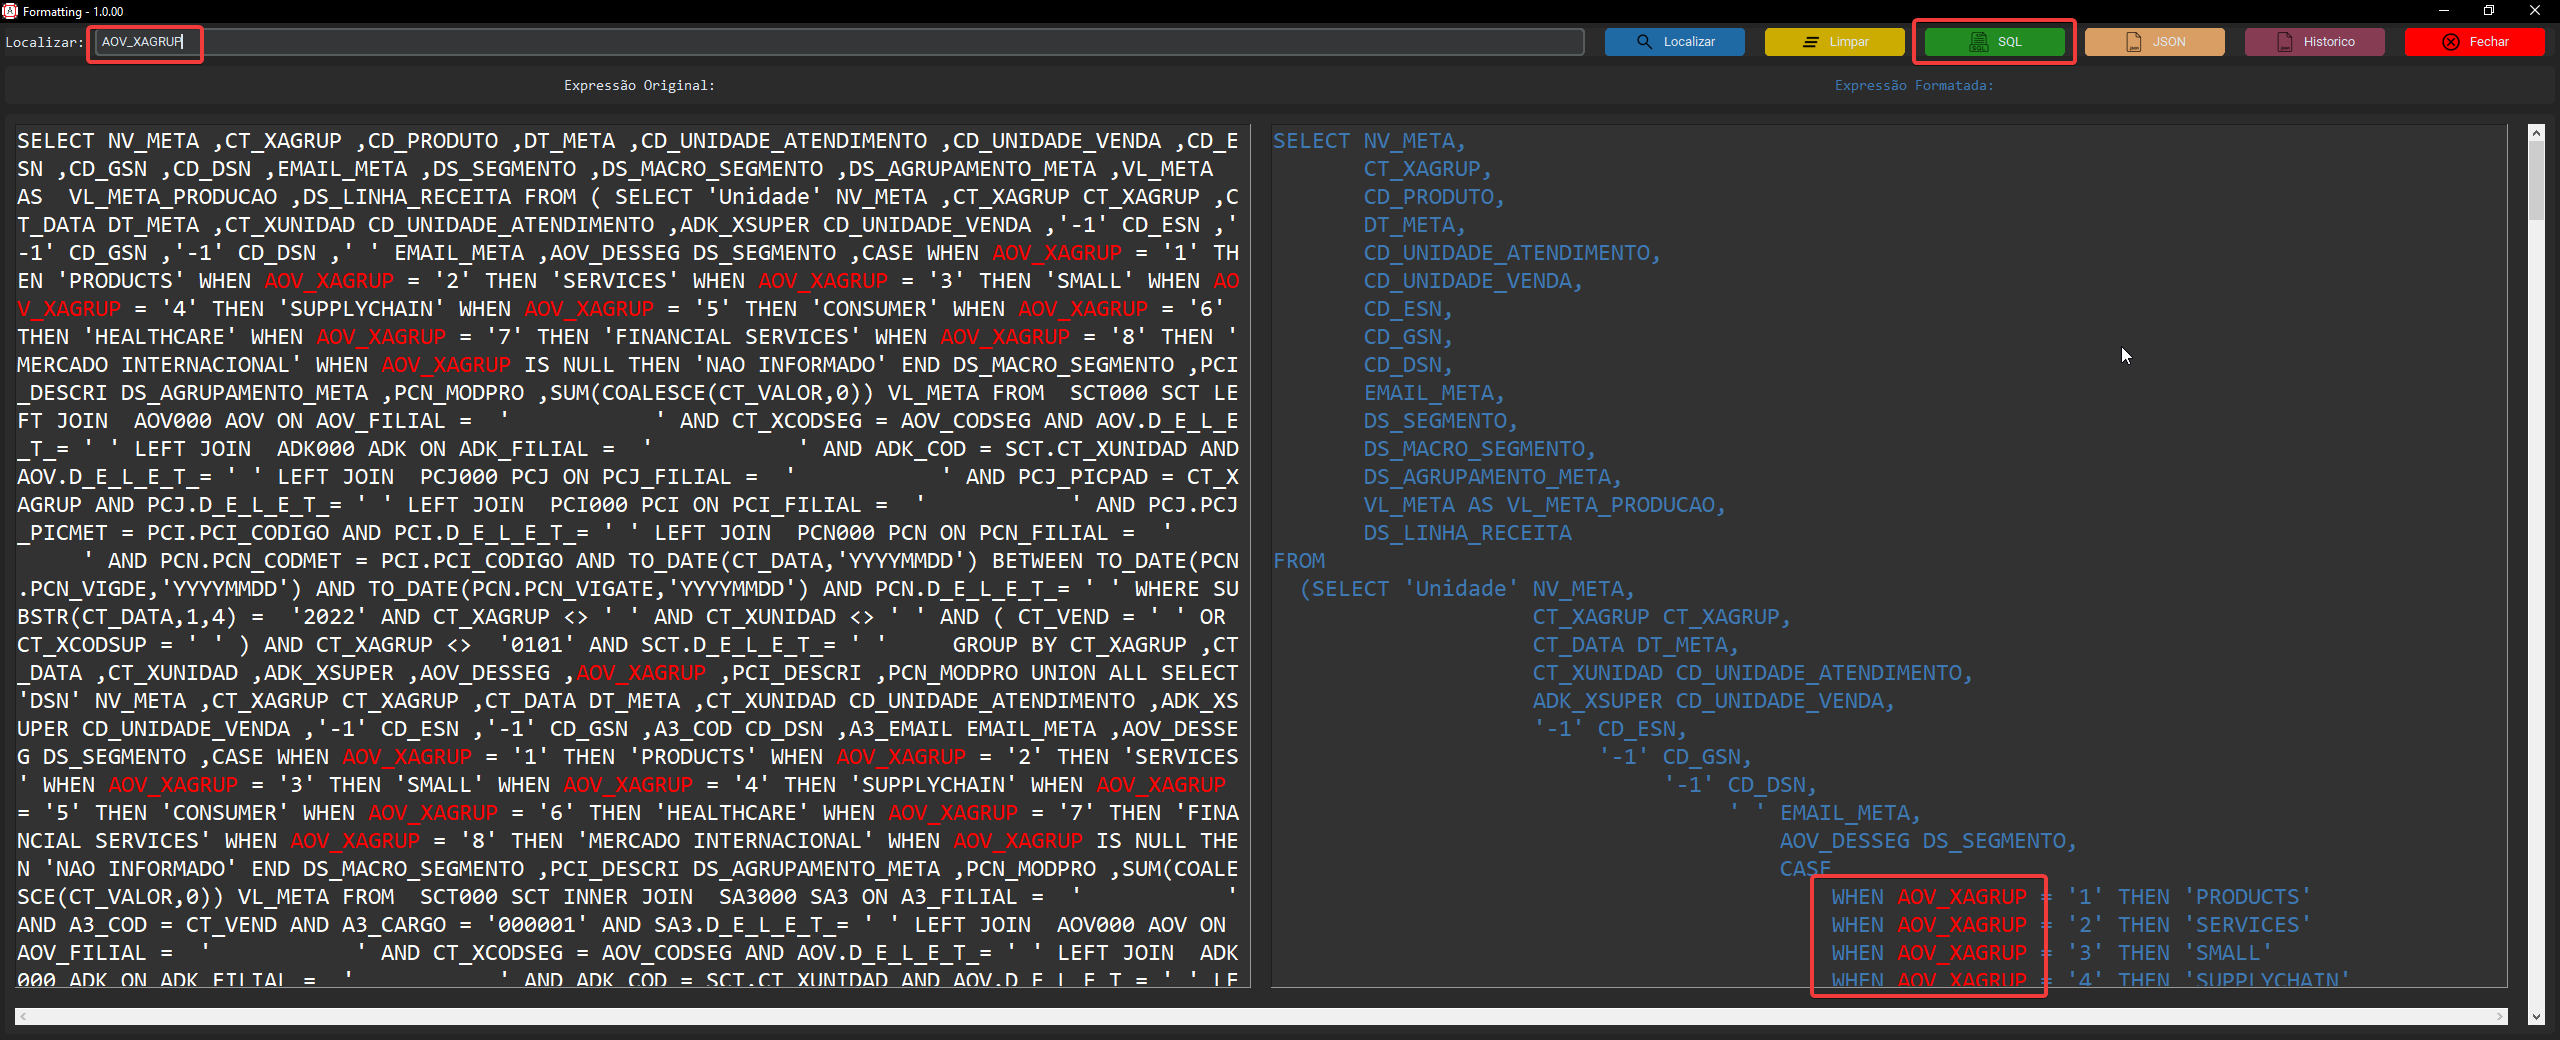 Formatting - 1.0.00
Localizar: AOV_XAGRUP Localizar Limpar SQL JSON Historico Fechar
Expressão Original:
SELECT NV_META ,CT_XAGRUP ,CD_PRODUTO ,DT_META ,CD_UNIDADE_ATENDIMENTO ,CD_UNIDADE_VENDA ,CD_E
SN ,CD_GSN ,CD_DSN ,EMAIL_META ,DS_SEGMENTO ,DS_MACRO_SEGMENTO ,DS_AGRUPAMENTO_META ,VL_META
AS  VL_META_PRODUCAO ,DS_LINHA_RECEITA FROM ( SELECT 'Unidade' NV_META ,CT_XAGRUP CT_XAGRUP ,C
T_DATA DT_META ,CT_XUNIDAD CD_UNIDADE_ATENDIMENTO ,ADK_XSUPER CD_UNIDADE_VENDA ,'-1' CD_ESN ,'
-1' CD_GSN ,'-1' CD_DSN ,' ' EMAIL_META ,AOV_DESSEG DS_SEGMENTO ,CASE WHEN AOV_XAGRUP = '1' TH
EN 'PRODUCTS' WHEN AOV_XAGRUP = '2' THEN 'SERVICES' WHEN AOV_XAGRUP = '3' THEN 'SMALL' WHEN AO
V_XAGRUP = '4' THEN 'SUPPLYCHAIN' WHEN AOV_XAGRUP = '5' THEN 'CONSUMER' WHEN AOV_XAGRUP = '6'
THEN 'HEALTHCARE' WHEN AOV_XAGRUP = '7' THEN 'FINANCIAL SERVICES' WHEN AOV_XAGRUP = '8' THEN '
MERCADO INTERNACIONAL' WHEN AOV_XAGRUP IS NULL THEN 'NAO INFORMADO' END DS_MACRO_SEGMENTO ,PCI
_DESCRI DS_AGRUPAMENTO_META ,PCN_MODPRO ,SUM(COALESCE(CT_VALOR,0)) VL_META FROM  SCT000 SCT LE
FT JOIN  AOV000 AOV ON AOV_FILIAL =  '           ' AND CT_XCODSEG = AOV_CODSEG AND AOV.D_E_L_E
_T_= ' ' LEFT JOIN  ADK000 ADK ON ADK_FILIAL =  '           ' AND ADK_COD = SCT.CT_XUNIDAD AND
AOV.D_E_L_E_T_= ' ' LEFT JOIN  PCJ000 PCJ ON PCJ_FILIAL =  '           ' AND PCJ_PICPAD = CT_X
AGRUP AND PCJ.D_E_L_E_T_= ' ' LEFT JOIN  PCI000 PCI ON PCI_FILIAL =  '           ' AND PCJ.PCJ
_PICMET = PCI.PCI_CODIGO AND PCI.D_E_L_E_T_= ' ' LEFT JOIN  PCN000 PCN ON PCN_FILIAL =  '
     ' AND PCN.PCN_CODMET = PCI.PCI_CODIGO AND TO_DATE(CT_DATA,'YYYYMMDD') BETWEEN TO_DATE(PCN
.PCN_VIGDE,'YYYYMMDD') AND TO_DATE(PCN.PCN_VIGATE,'YYYYMMDD') AND PCN.D_E_L_E_T_= ' ' WHERE SU
BSTR(CT_DATA,1,4) =  '2022' AND CT_XAGRUP <> ' ' AND CT_XUNIDAD <> ' ' AND ( CT_VEND = ' ' OR
CT_XCODSUP = ' ' ) AND CT_XAGRUP <>  '0101' AND SCT.D_E_L_E_T_= ' '     GROUP BY CT_XAGRUP ,CT
_DATA ,CT_XUNIDAD ,ADK_XSUPER ,AOV_DESSEG ,AOV_XAGRUP ,PCI_DESCRI ,PCN_MODPRO UNION ALL SELECT
'DSN' NV_META ,CT_XAGRUP CT_XAGRUP ,CT_DATA DT_META ,CT_XUNIDAD CD_UNIDADE_ATENDIMENTO ,ADK_XS
UPER CD_UNIDADE_VENDA ,'-1' CD_ESN ,'-1' CD_GSN ,A3_COD CD_DSN ,A3_EMAIL EMAIL_META ,AOV_DESSE
G DS_SEGMENTO ,CASE WHEN AOV_XAGRUP = '1' THEN 'PRODUCTS' WHEN AOV_XAGRUP = '2' THEN 'SERVICES
' WHEN AOV_XAGRUP = '3' THEN 'SMALL' WHEN AOV_XAGRUP = '4' THEN 'SUPPLYCHAIN' WHEN AOV_XAGRUP
= '5' THEN 'CONSUMER' WHEN AOV_XAGRUP = '6' THEN 'HEALTHCARE' WHEN AOV_XAGRUP = '7' THEN 'FINA
NCIAL SERVICES' WHEN AOV_XAGRUP = '8' THEN 'MERCADO INTERNACIONAL' WHEN AOV_XAGRUP IS NULL THE
N 'NAO INFORMADO' END DS_MACRO_SEGMENTO ,PCI_DESCRI DS_AGRUPAMENTO_META ,PCN_MODPRO ,SUM(COALE
SCE(CT_VALOR,0)) VL_META FROM  SCT000 SCT INNER JOIN  SA3000 SA3 ON A3_FILIAL =  '           '
AND A3_COD = CT_VEND AND A3_CARGO = '000001' AND SA3.D_E_L_E_T_= ' ' LEFT JOIN  AOV000 AOV ON
AOV_FILIAL =  '           ' AND CT_XCODSEG = AOV_CODSEG AND AOV.D_E_L_E_T_= ' ' LEFT JOIN  ADK
000 ADK ON ADK_FILIAL =  '           ' AND ADK_COD = SCT.CT_XUNIDAD AND AOV.D_E_L_E_T_= ' ' LE
Expressão Formatada:
SELECT NV_META,
       CT_XAGRUP,
       CD_PRODUTO,
       DT_META,
       CD_UNIDADE_ATENDIMENTO,
       CD_UNIDADE_VENDA,
       CD_ESN,
       CD_GSN,
       CD_DSN,
       EMAIL_META,
       DS_SEGMENTO,
       DS_MACRO_SEGMENTO,
       DS_AGRUPAMENTO_META,
       VL_META AS VL_META_PRODUCAO,
       DS_LINHA_RECEITA
FROM
  (SELECT 'Unidade' NV_META,
                    CT_XAGRUP CT_XAGRUP,
                    CT_DATA DT_META,
                    CT_XUNIDAD CD_UNIDADE_ATENDIMENTO,
                    ADK_XSUPER CD_UNIDADE_VENDA,
                    '-1' CD_ESN,
                         '-1' CD_GSN,
                              '-1' CD_DSN,
                                   ' ' EMAIL_META,
                                       AOV_DESSEG DS_SEGMENTO,
                                       CASE
                                           WHEN AOV_XAGRUP = '1' THEN 'PRODUCTS'
                                           WHEN AOV_XAGRUP = '2' THEN 'SERVICES'
                                           WHEN AOV_XAGRUP = '3' THEN 'SMALL'
                                           WHEN AOV_XAGRUP = '4' THEN 'SUPPLYCHAIN'